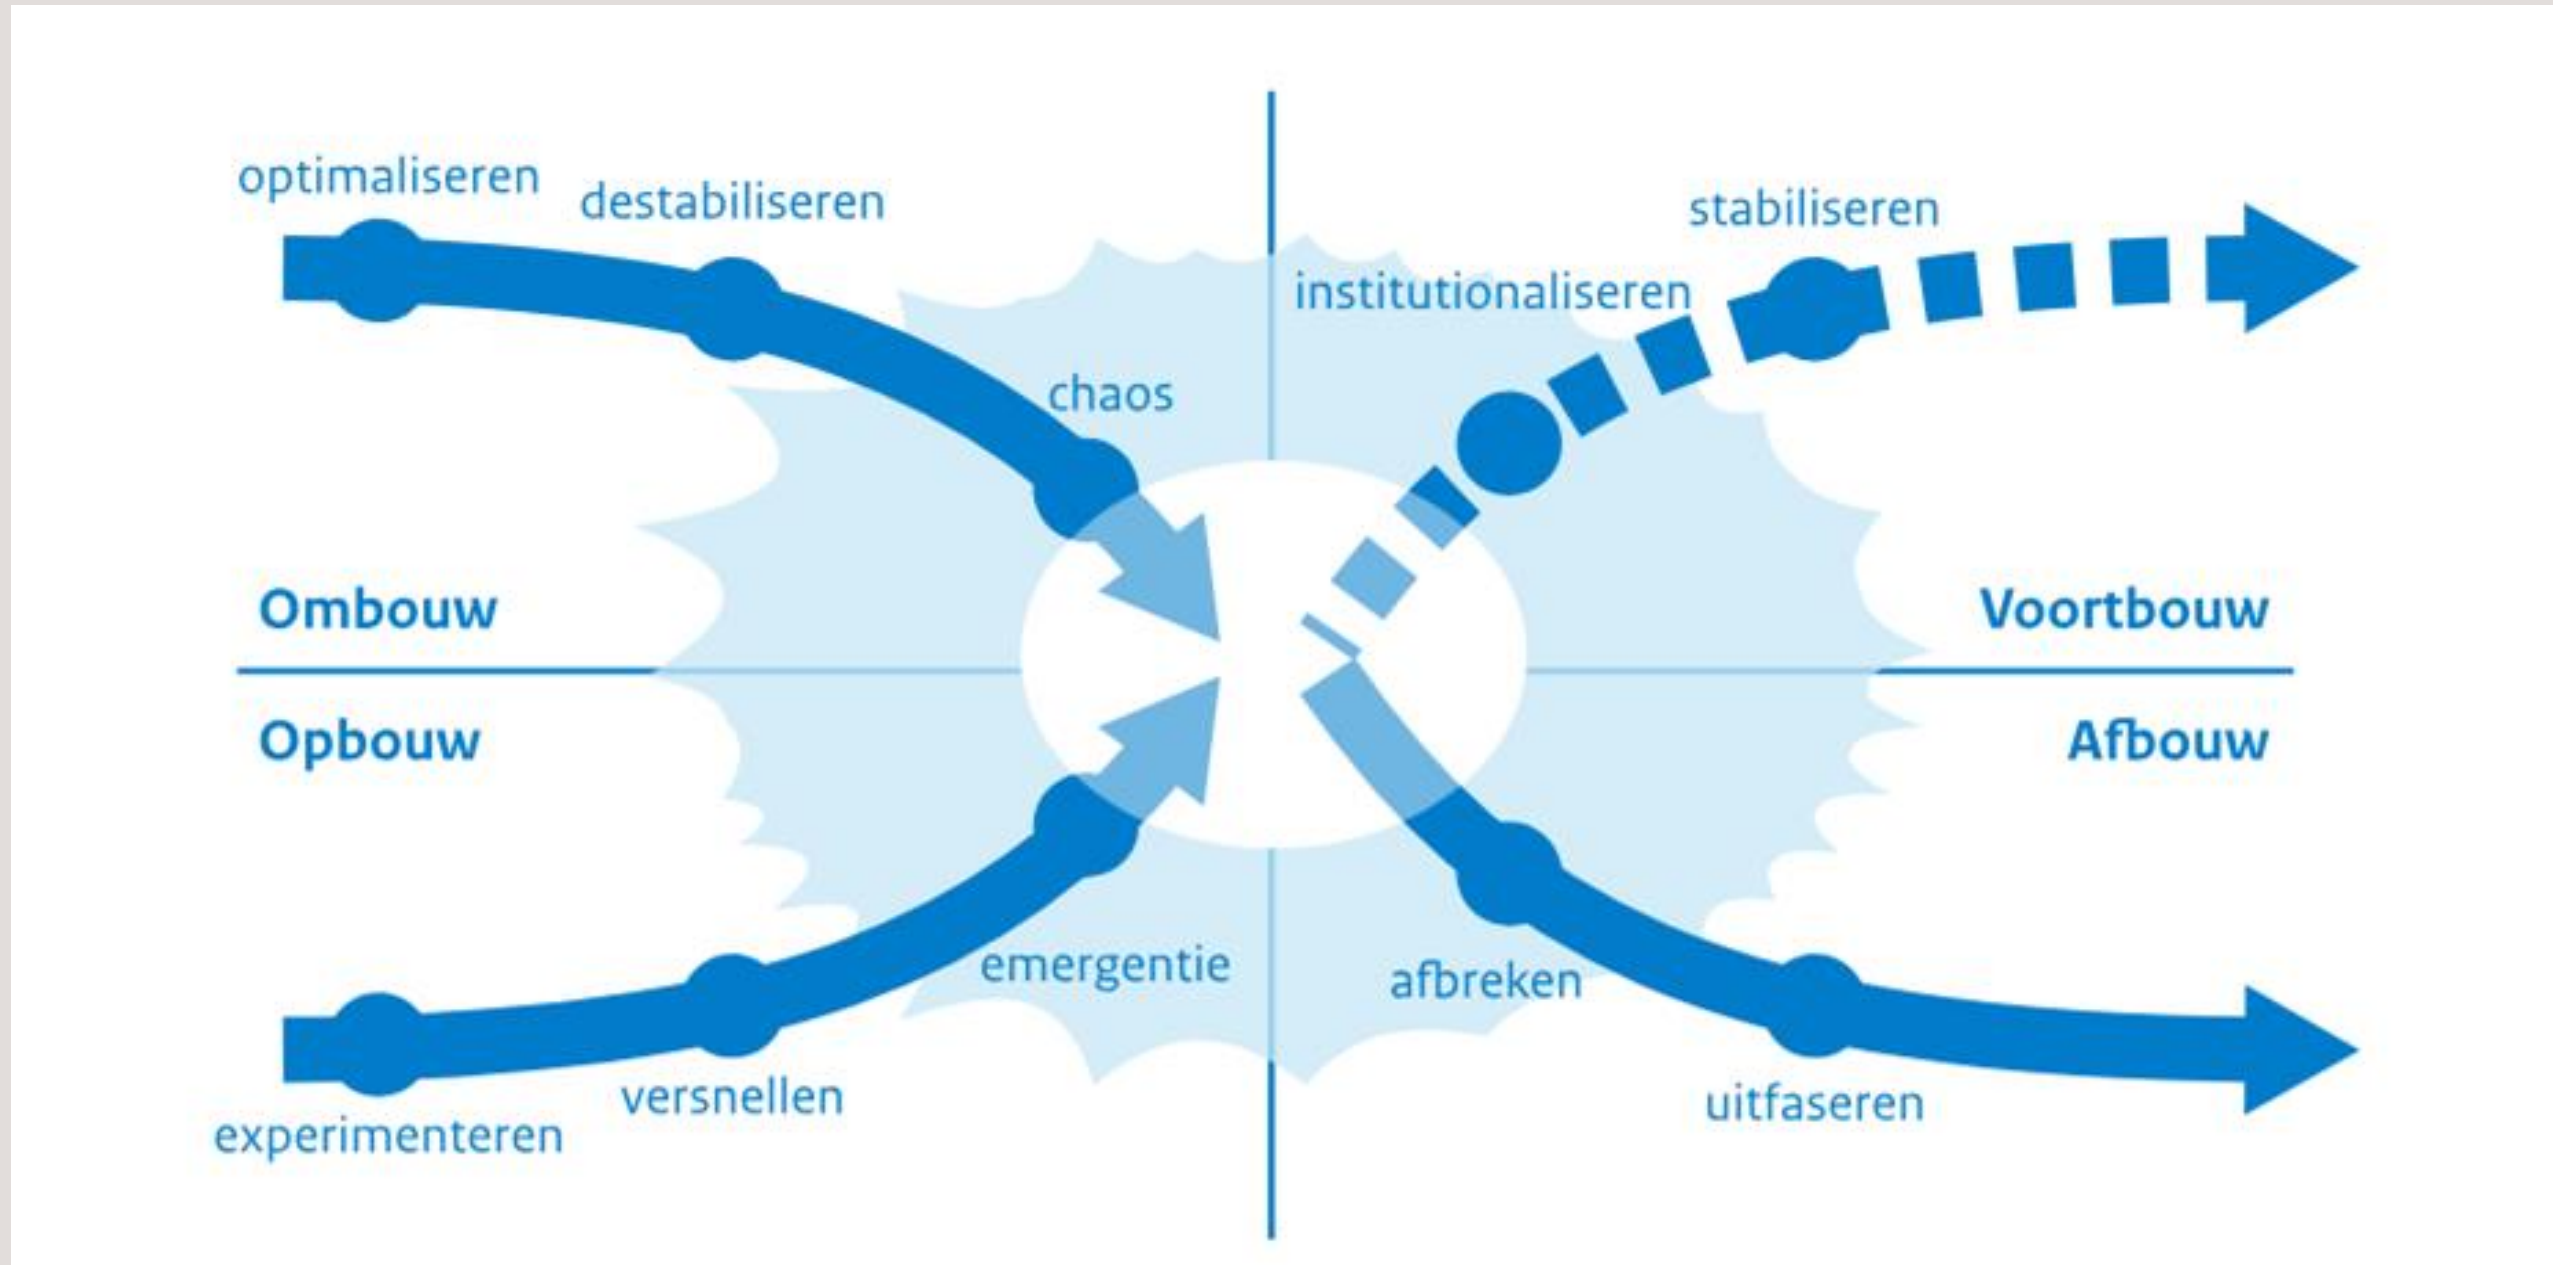 optimaliseren
destabiliseren
stabiliseren
institutionaliseren
chaos
Ombouw
Voortbouw
Opbouw
Afbouw
emergentie
afbreken
versnellen
uitfaseren
experimenteren